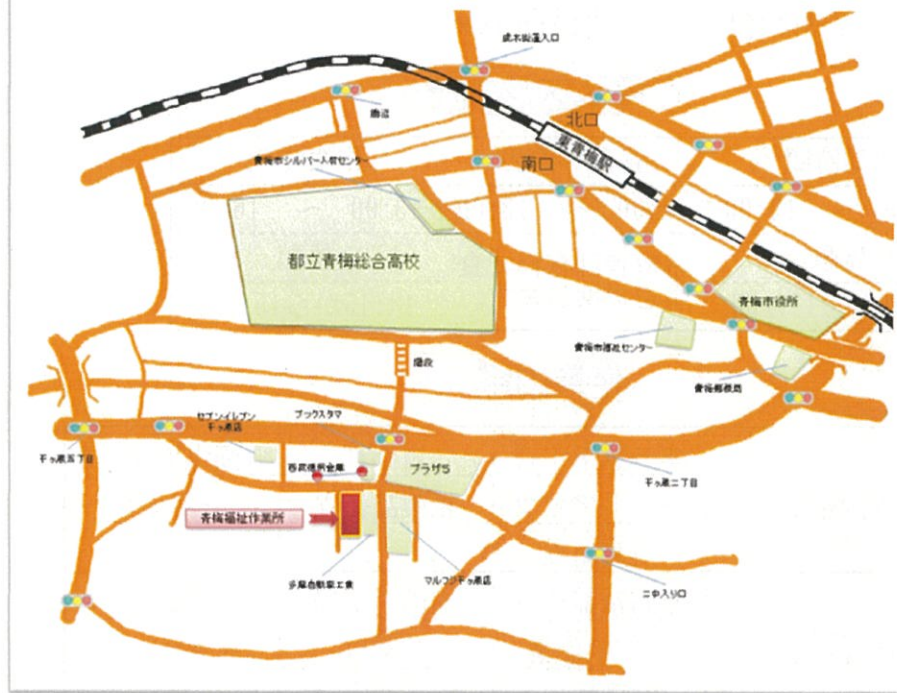 成木街道入口
北口
東青梅駅
南口
青梅市シルバー人材センター
都立青梅総合高校
青梅市役所
青梅市福祉センター
青梅郵便局
階段
セブンイレブン
千ヶ瀬店
ブックスタマ
千ヶ瀬五丁目
西武信用金庫
プラザ5
千ヶ瀬二丁目
青梅福祉作業所
多摩自動車工業
マルフジ千ヶ瀬店
二中入り口